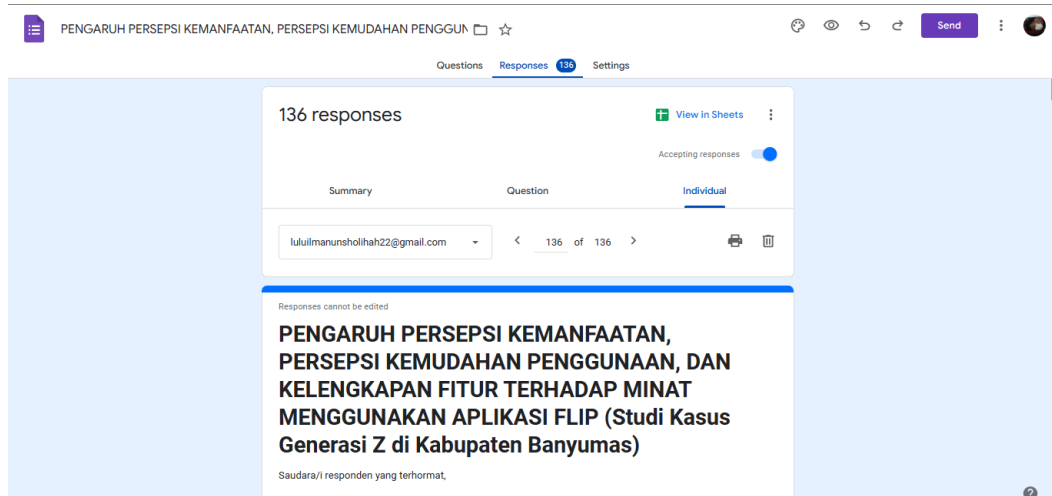 PENGARUH PERSEPSI KEMANFAATAN, PERSEPSI KEMUDAHAN PENGGUN
Send
Questions Responses 136 Settings
136 responses
View in Sheets
Accepting responses
Summary Question Individual
luluilmanunsholihah22@gmail.com
136 of 136
Responses cannot be edited
PENGARUH PERSEPSI KEMANFAATAN,
PERSEPSI KEMUDAHAN PENGGUNAAN, DAN
KELENGKAPAN FITUR TERHADAP MINAT
MENGGUNAKAN APLIKASI FLIP (Studi Kasus
Generasi Z di Kabupaten Banyumas)
Saudara/i responden yang terhormat,